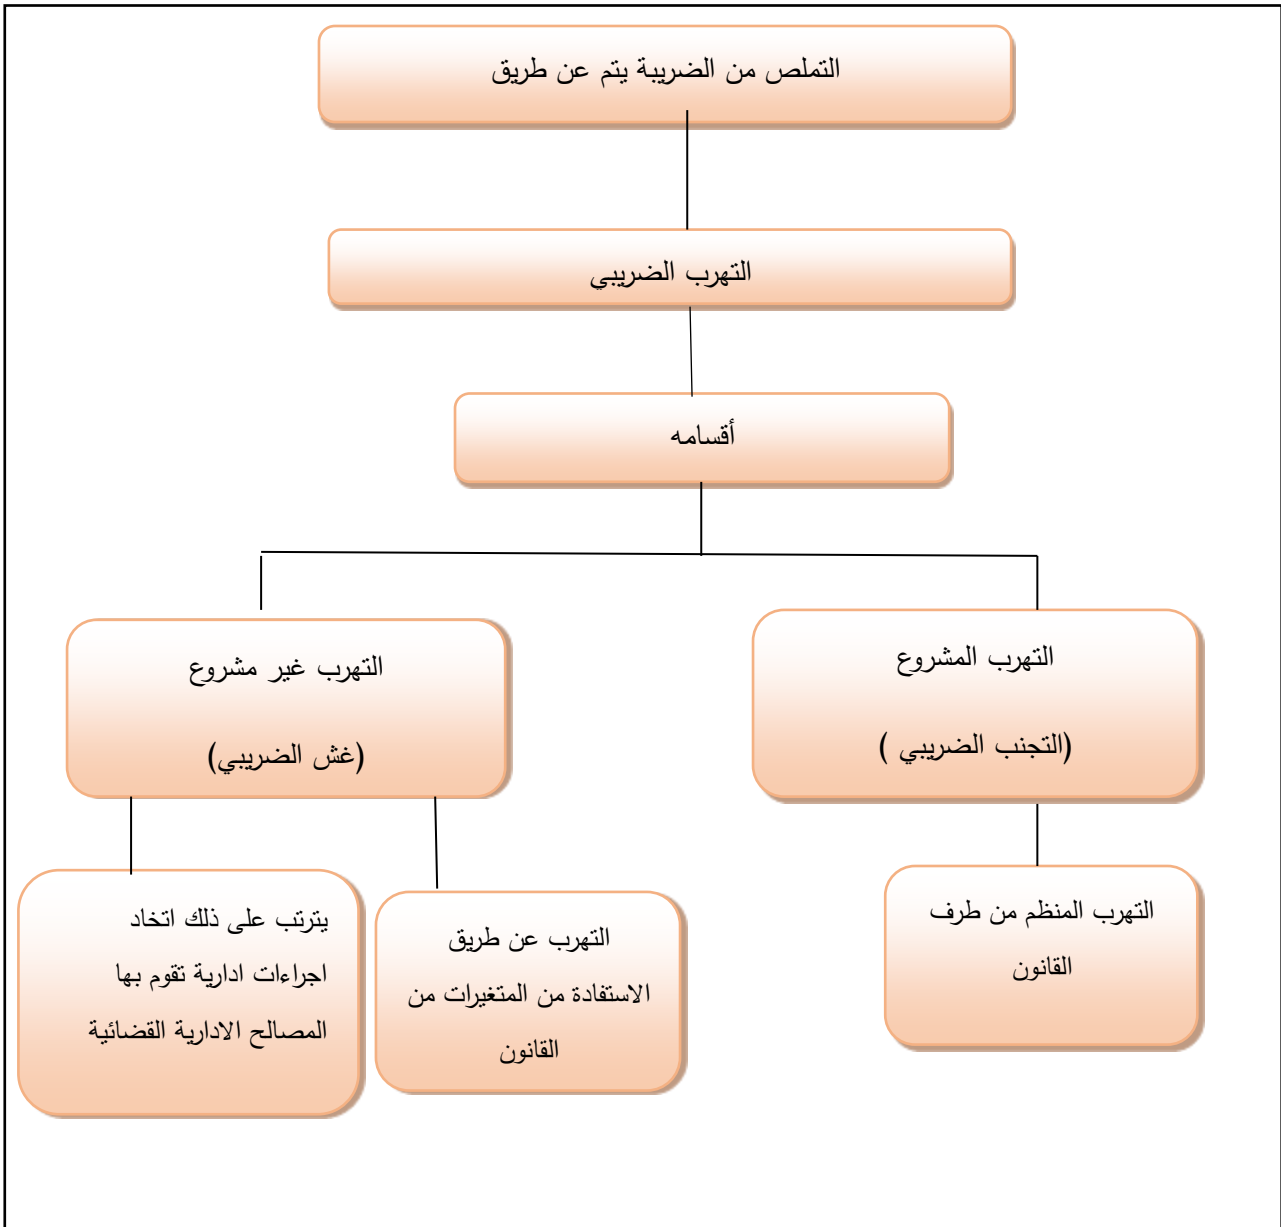 التملص من الضريبة يتم عن طريق
التهرب الضريبي
أقسامه
التهرب المشروع
(التجنب الضريبي )
التهرب غير مشروع
(غش الضريبي)
التهرب المنظم من طرف
القانون
التهرب عن طريق
الاستفادة من المتغيرات من
القانون
يترتب على ذلك اتخاد
اجراءات ادارية تقوم بها
المصالح الادارية القضائية